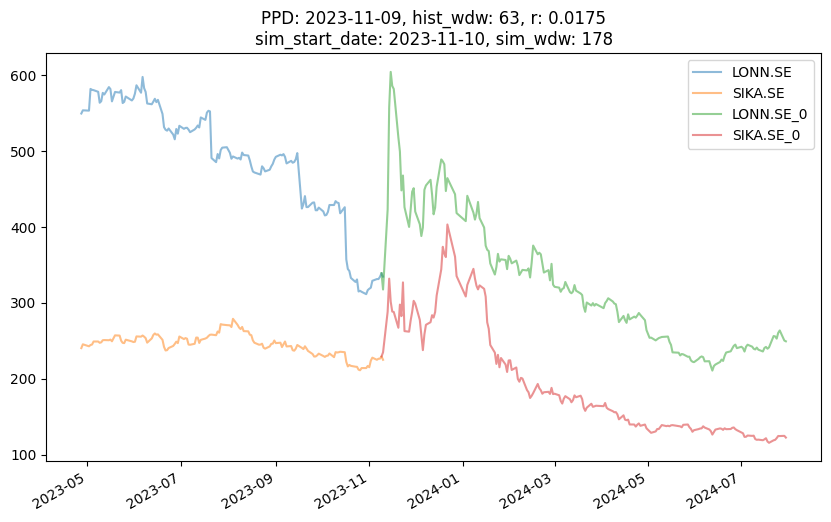 PPD: 2023-11-09, hist_wdw: 63, r: 0.0175
sim_start_date: 2023-11-10, sim_wdw: 178
LONN.SE
SIKA.SE
LONN.SE_0
SIKA.SE_0
600
500
400
300
200
100
2023-05
2023-07
2023-09
2023-11
2024-01
2024-03
2024-05
2024-07